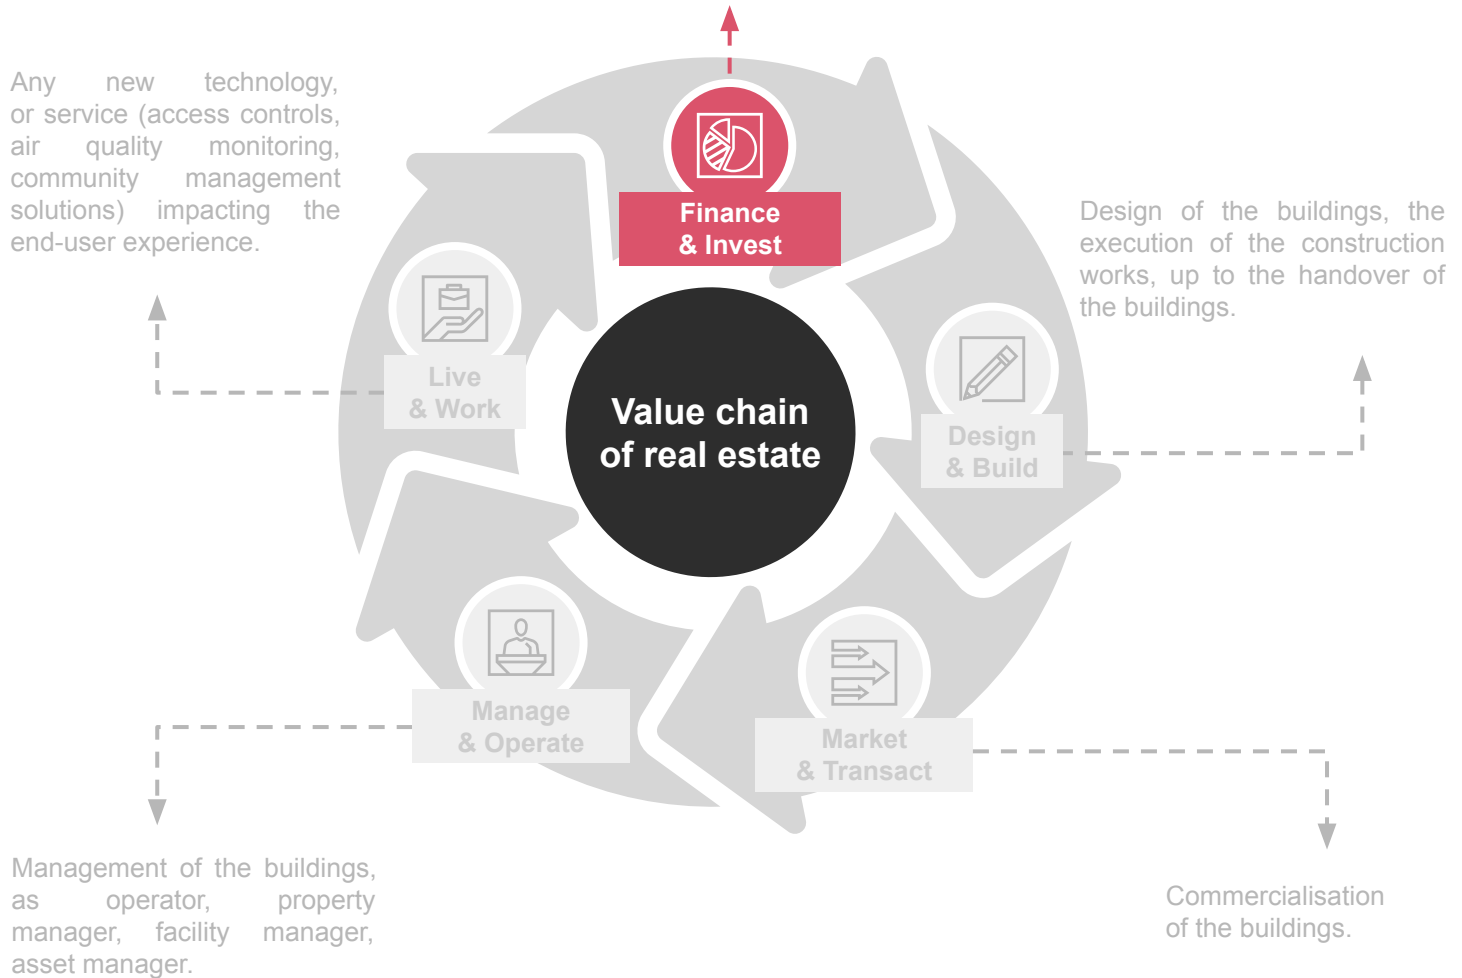 Any new technology,
or service (access controls,
air quality monitoring,
community management
solutions) impacting the
end-user experience.
Finance
& Invest
Design of the buildings, the
execution of the construction
works, up to the handover of
the buildings.
Live
& Work
Value chain
of real estate
Design
& Build
Manage
& Operate
Market
& Transact
Management of the buildings,
as operator, property
manager, facility manager,
asset manager.
Commercialisation
of the buildings.